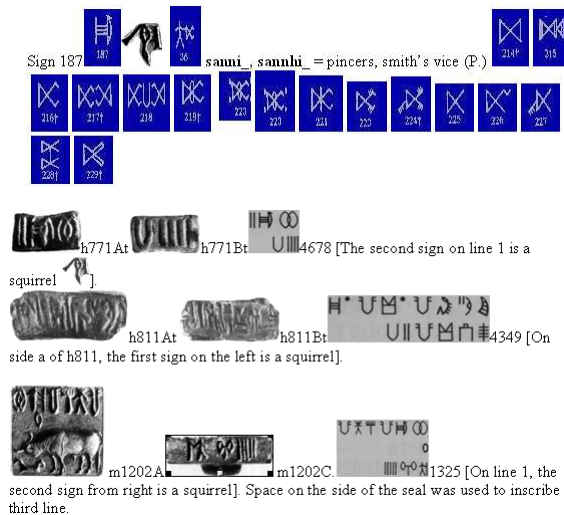 Sign 187 187 sanni_, sannhi_ = pincers, smith's vice (P.) 214† 215
216† 217† 218 219† 220 221 223 224† 225 226 227
228† 229†
h771At h771Bt 4678 [The second sign on line 1 is a
squirrel ].
h811At h811Bt 4349 [On
side a of h811, the first sign on the left is a squirrel].
m1202A m1202C. 1325 [On line 1, the
second sign from right is a squirrel]. Space on the side of the seal was used to inscribe
third line.